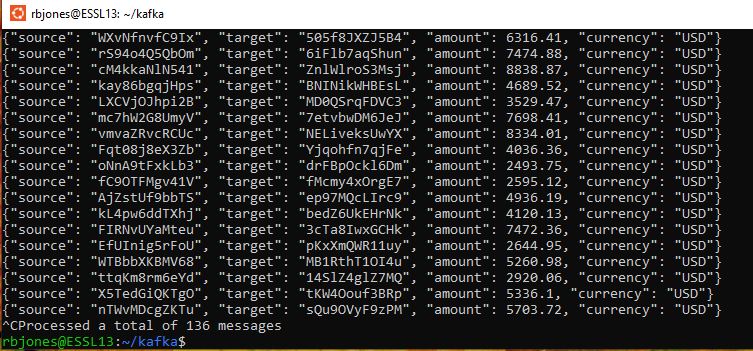 rbjones@ESSL13: ~/kafka
{"source": "WXvNfnvfC9Ix", "target": "505f8JXZJ5B4", "amount": 6316.41, "currency": "USD"}
{"source": "rS94o4Q5QbOm", "target": "6iFlb7aqShun", "amount": 7474.88, "currency": "USD"}
{"source": "cM4kkaNlN541", "target": "ZnlWlroS3Msj", "amount": 8838.87, "currency": "USD"}
{"source": "kay86bgqjHps", "target": "BNINikWHBEsL", "amount": 4689.52, "currency": "USD"}
{"source": "LXCVjOJhpi2B", "target": "MD0QSrqFDVC3", "amount": 3529.47, "currency": "USD"}
{"source": "mc7hW2G8UmyV", "target": "7etvbwDM6JeJ", "amount": 7698.41, "currency": "USD"}
{"source": "vmvaZRvcRCUc", "target": "NELiveksUwYX", "amount": 8334.01, "currency": "USD"}
{"source": "Fqt08j8eX3Zb", "target": "Yjqohfn7qjFe", "amount": 4036.36, "currency": "USD"}
{"source": "oNnA9tFxkLb3", "target": "drFBpOckl6Dm", "amount": 2493.75, "currency": "USD"}
{"source": "fC9OTFMgv41V", "target": "fMcmy4xOrgE7", "amount": 2595.12, "currency": "USD"}
{"source": "AjZstUf9bbTS", "target": "ep97MQcLIrc9", "amount": 4936.19, "currency": "USD"}
{"source": "kL4pw6ddTXhj", "target": "bedZ6UkEHrNk", "amount": 4120.13, "currency": "USD"}
{"source": "FIRNvUYaMteu", "target": "3cTa8IwxGCHk", "amount": 7472.36, "currency": "USD"}
{"source": "EfUInig5rFoU", "target": "pKxXmQWR11uy", "amount": 2644.95, "currency": "USD"}
{"source": "WTBbbXKBMV68", "target": "MB1RthT1OI4u", "amount": 5260.98, "currency": "USD"}
{"source": "ttqKm8rm6eYd", "target": "14SlZ4glZ7MQ", "amount": 2920.06, "currency": "USD"}
{"source": "X5TedGiQKTgO", "target": "tKW4Oouf3BRp", "amount": 5336.1, "currency": "USD"}
{"source": "nTWvMDcgZKTu", "target": "sQu9OVyF9zPM", "amount": 5703.72, "currency": "USD"}
^CProcessed a total of 136 messages
rbjones@ESSL13:~/kafka$